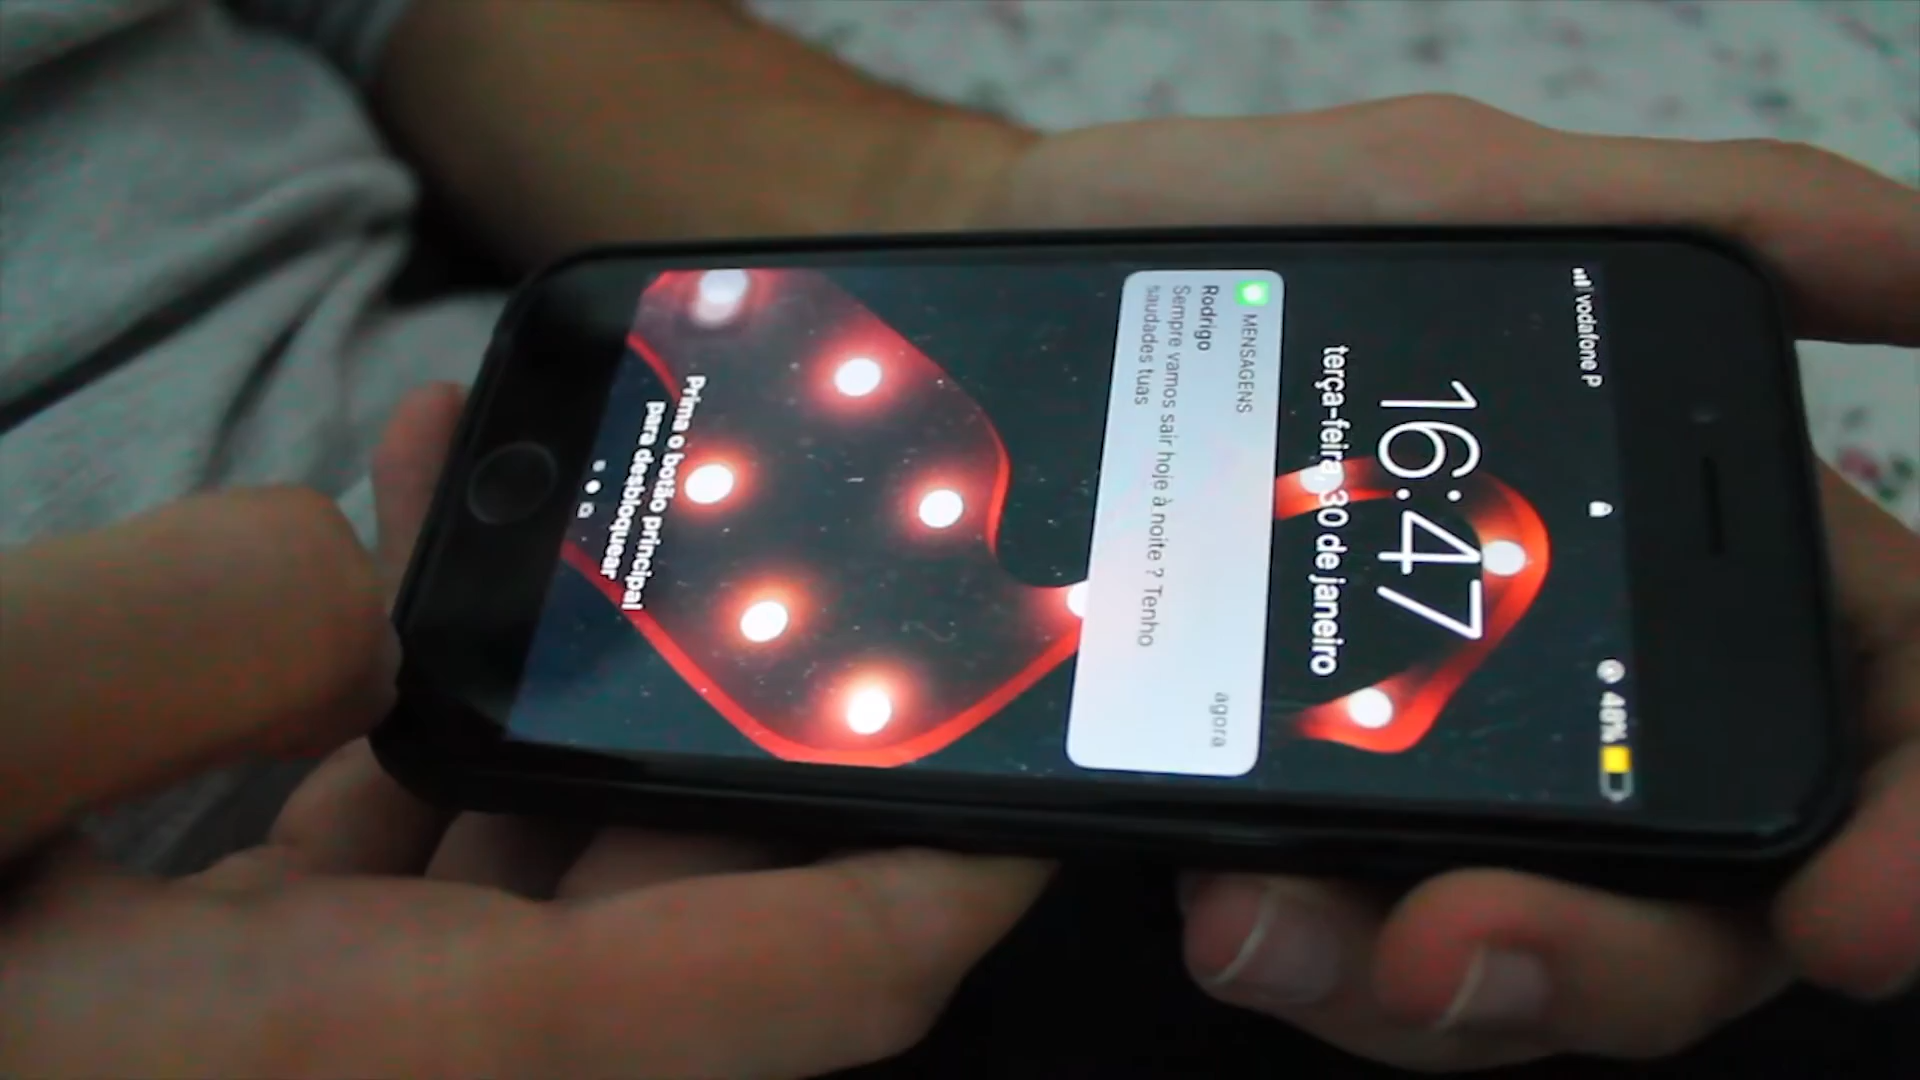 vodafone P
48%
16:47
terça-feira, 30 de janeiro
MENSAGENS
agora
Rodrigo
Sempre vamos sair hoje à noite ? Tenho
saudades tuas
Prima o botão principal
para desbloquear